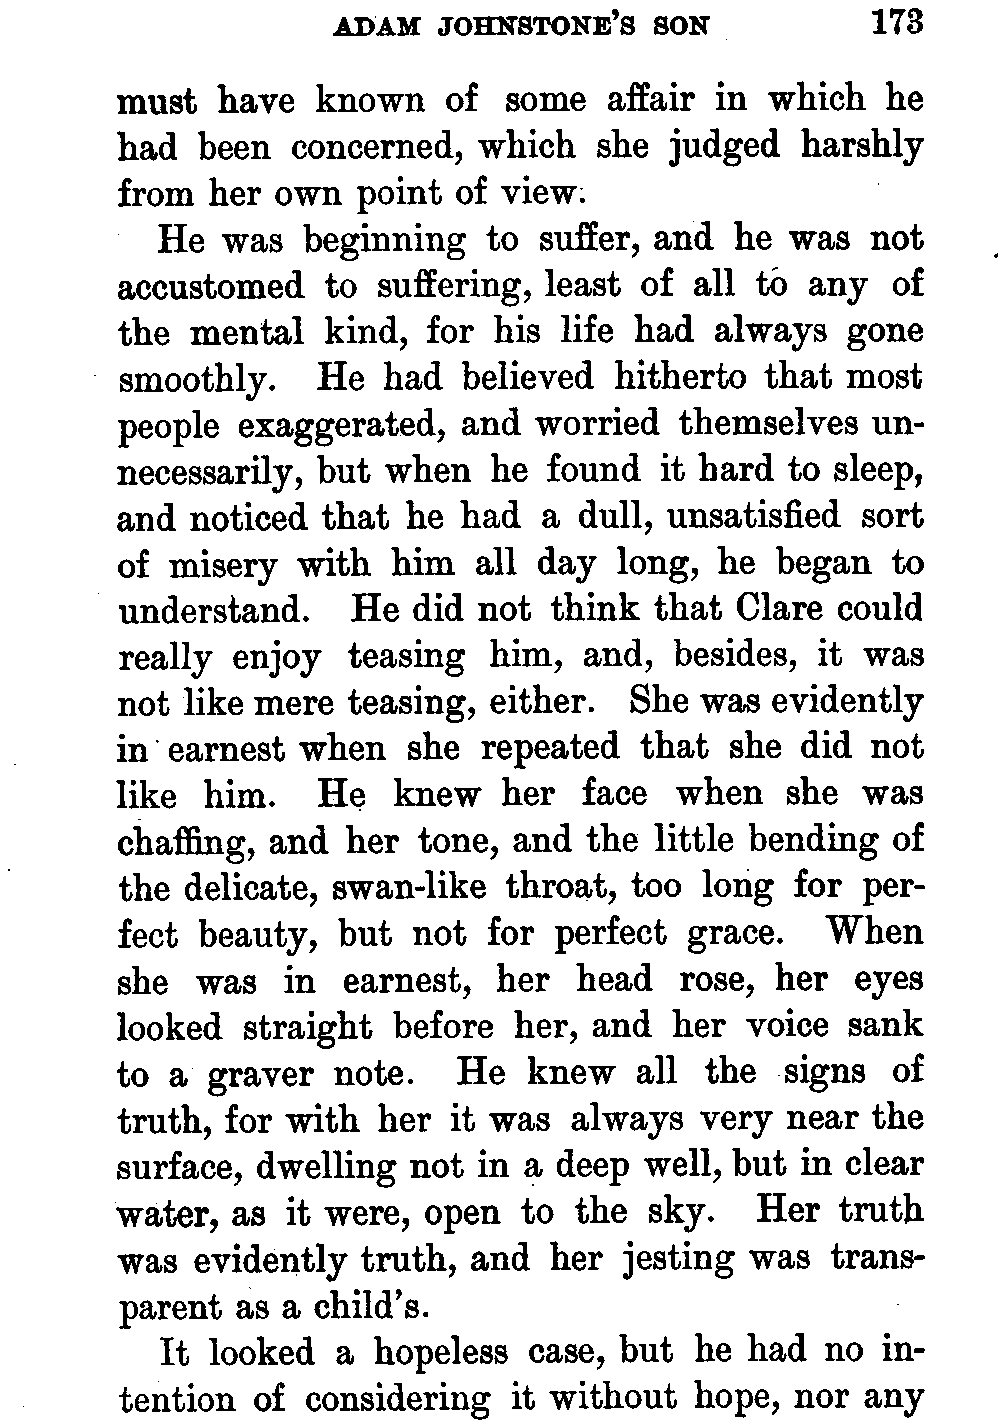 ADAM JOHNSTONE'S SON 173
must have known of some affair in which he
had been concerned, which she judged harshly
from her own point of view.
He was beginning to suffer, and he was not
accustomed to suffering, least of all to any of
the mental kind, for his life had always gone
smoothly. He had believed hitherto that most
people exaggerated, and worried themselves un-
necessarily, but when he found it hard to sleep,
and noticed that he had a dull, unsatisfied sort
of misery with him all day long, he began to
understand. He did not think that Clare could
really enjoy teasing him, and, besides, it was
not like mere teasing, either. She was evidently
in earnest when she repeated that she did not
like him. He knew her face when she was
chaffing, and her tone, and the little bending of
the delicate, swan-like throat, too long for per-
fect beauty, but not for perfect grace. When
she was in earnest, her head rose, her eyes
looked straight before her, and her voice sank
to a graver note. He knew all the signs of
truth, for with her it was always very near the
surface, dwelling not in a deep well, but in clear
water, as it were, open to the sky. Her truth
was evidently truth, and her jesting was trans-
parent as a child's.
It looked a hopeless case, but he had no in-
tention of considering it without hope, nor any